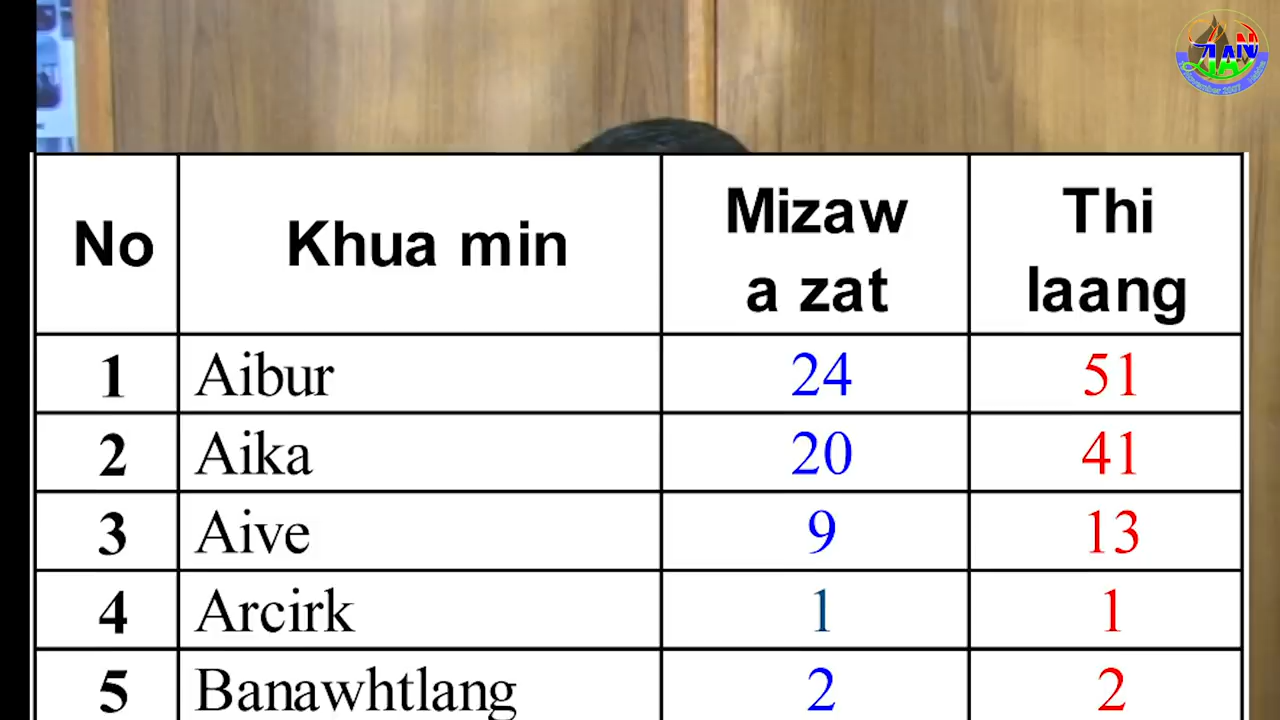 No Khua min Mizaw a zat Thi laang
1 Aibur 24 51
2 Aika 20 41
3 Aive 9 13
4 Arcirk 1 1
5 Banawhtlang 2 2